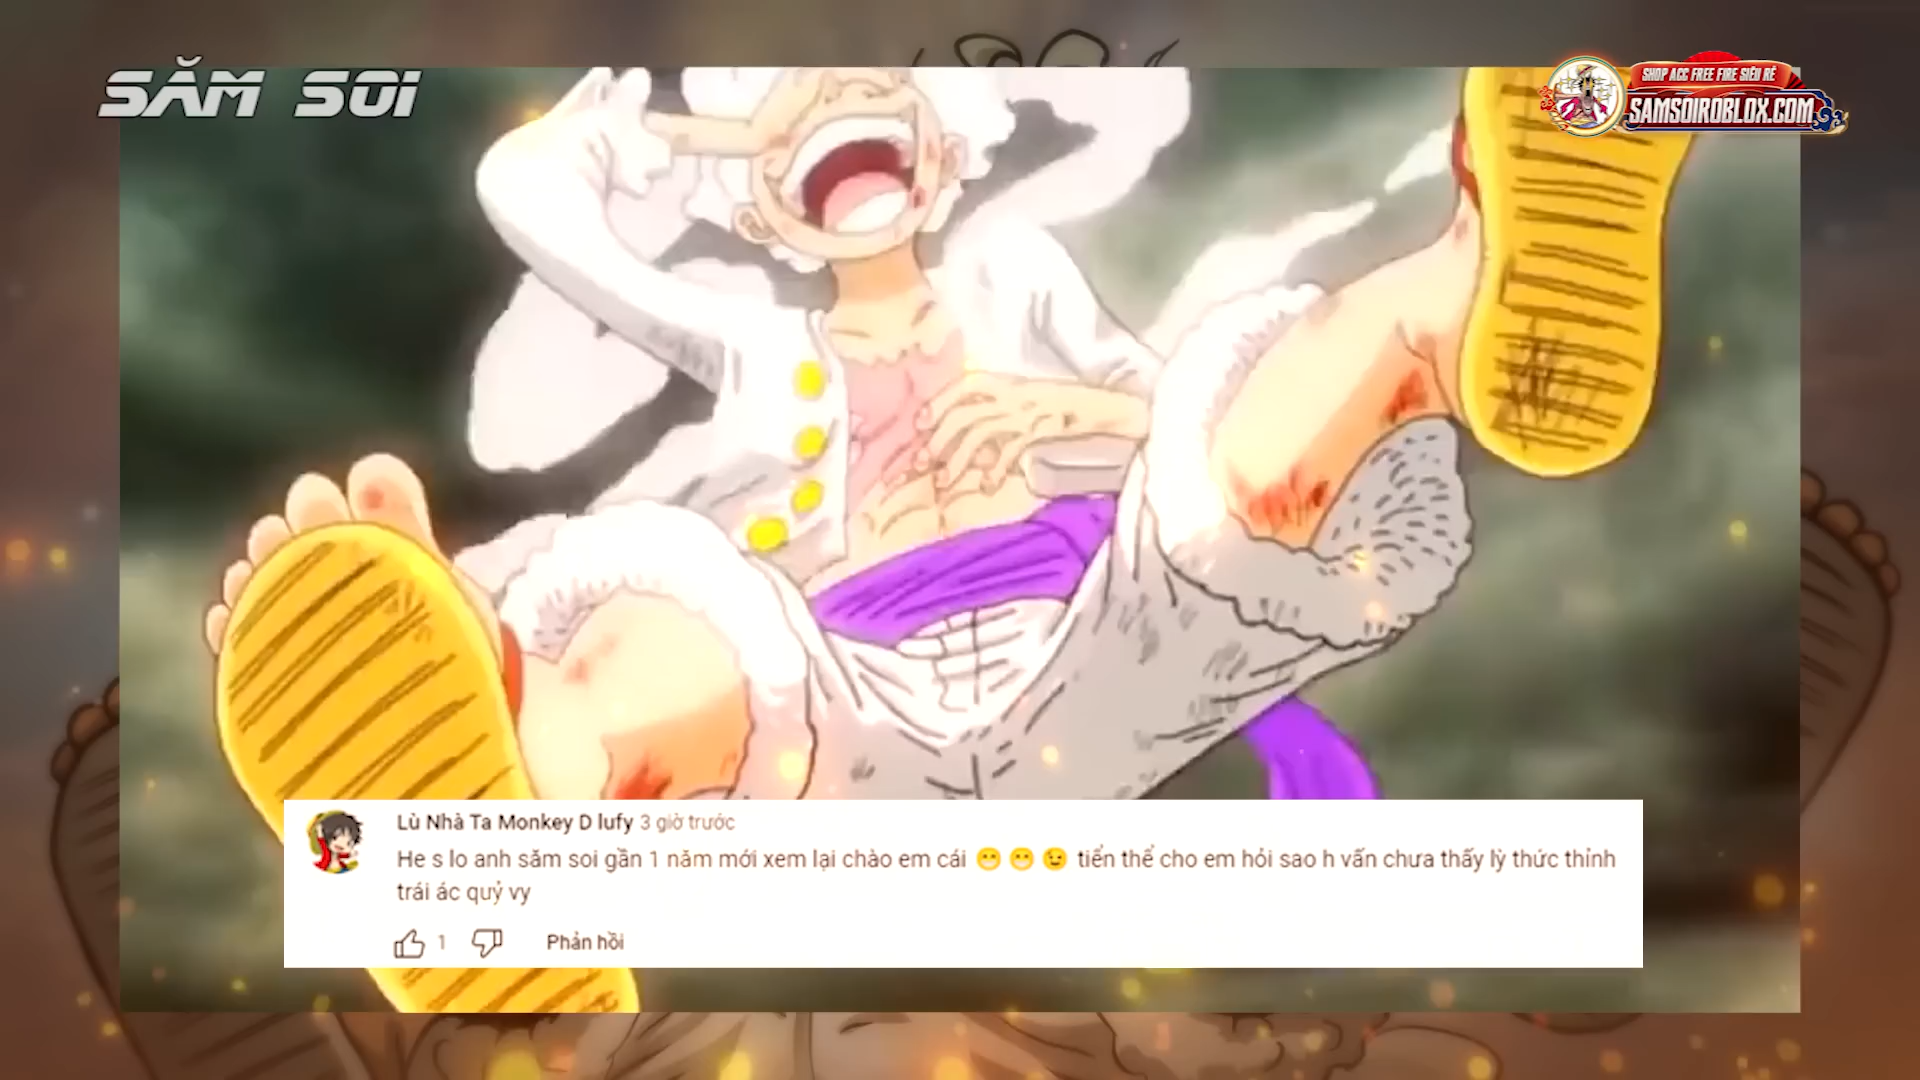 SĂM SOI
SHOP ACC FREE FIRE SIÊU RẺ
SAMSOIROBLOX.COM
Lù Nhà Ta Monkey D lufy 3 giờ trước
He s lo anh săm soi gần 1 năm mới xem lại chào em cái 😁 😁 😉 tiển thể cho em hỏi sao h vấn chưa thấy lỳ thức thỉnh
trái ác quỷ vy
1 Phản hồi